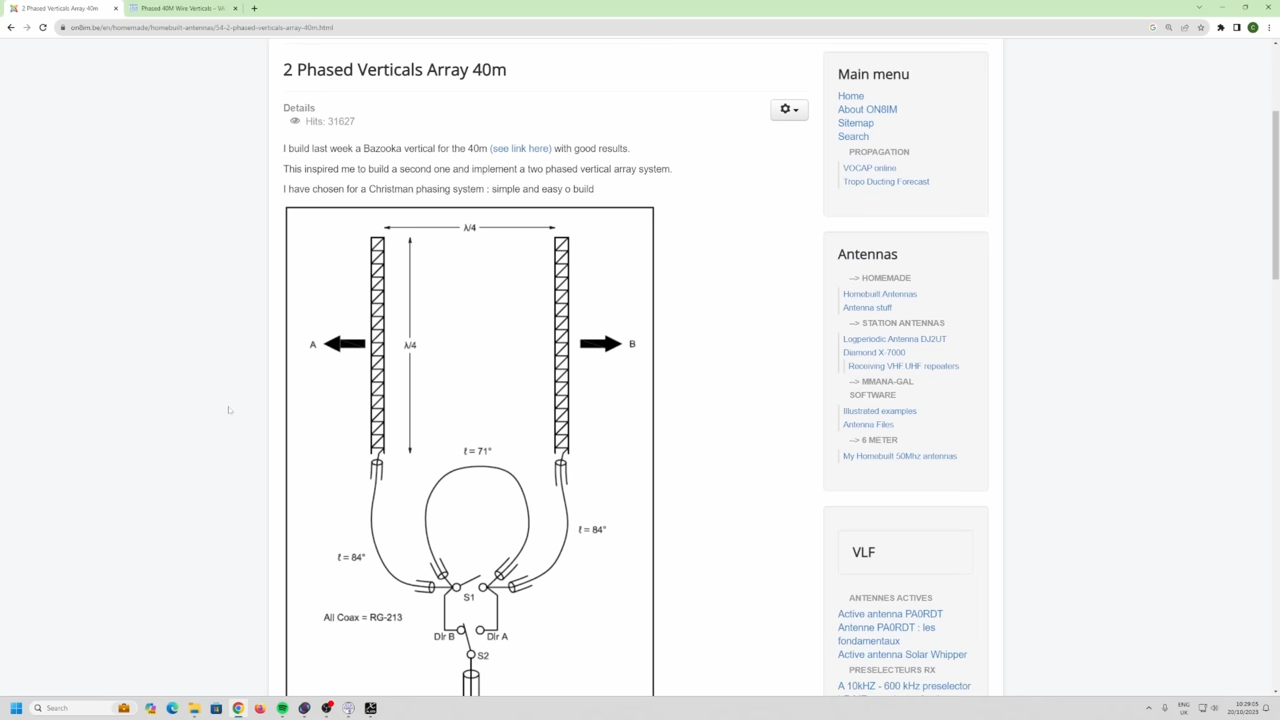 2 Phased Verticals Array 40m
Phased 40M Wire Verticals – VA
on8im.be/en/homemade/homebuilt-antennas/54-2-phased-verticals-array-40m.html
2 Phased Verticals Array 40m
Details
Hits: 31627
I build last week a Bazooka vertical for the 40m (see link here) with good results.
This inspired me to build a second one and implement a two phased vertical array system.
I have chosen for a Christman phasing system : simple and easy o build
λ/4
A
λ/4
B
ℓ = 71°
ℓ = 84°
ℓ = 84°
S1
All Coax = RG-213
DIr B
DIr A
S2
Main menu
Home
About ON8IM
Sitemap
Search
PROPAGATION
VOCAP online
Tropo Ducting Forecast
Antennas
--> HOMEMADE
Homebuilt Antennas
Antenna stuff
--> STATION ANTENNAS
Logperiodic Antenna DJ2UT
Diamond X-7000
Receiving VHF.UHF repeaters
--> MMANA-GAL
SOFTWARE
Illustrated examples
Antenna Files
--> 6 METER
My Homebuilt 50Mhz antennas
VLF
ANTENNES ACTIVES
Active antenna PA0RDT
Antenne PA0RDT : les
fondamentaux
Active antenna Solar Whipper
PRESELECTEURS RX
A 10kHZ - 600 kHz preselector
Search
ENG
UK
10:29:05
20/10/2023